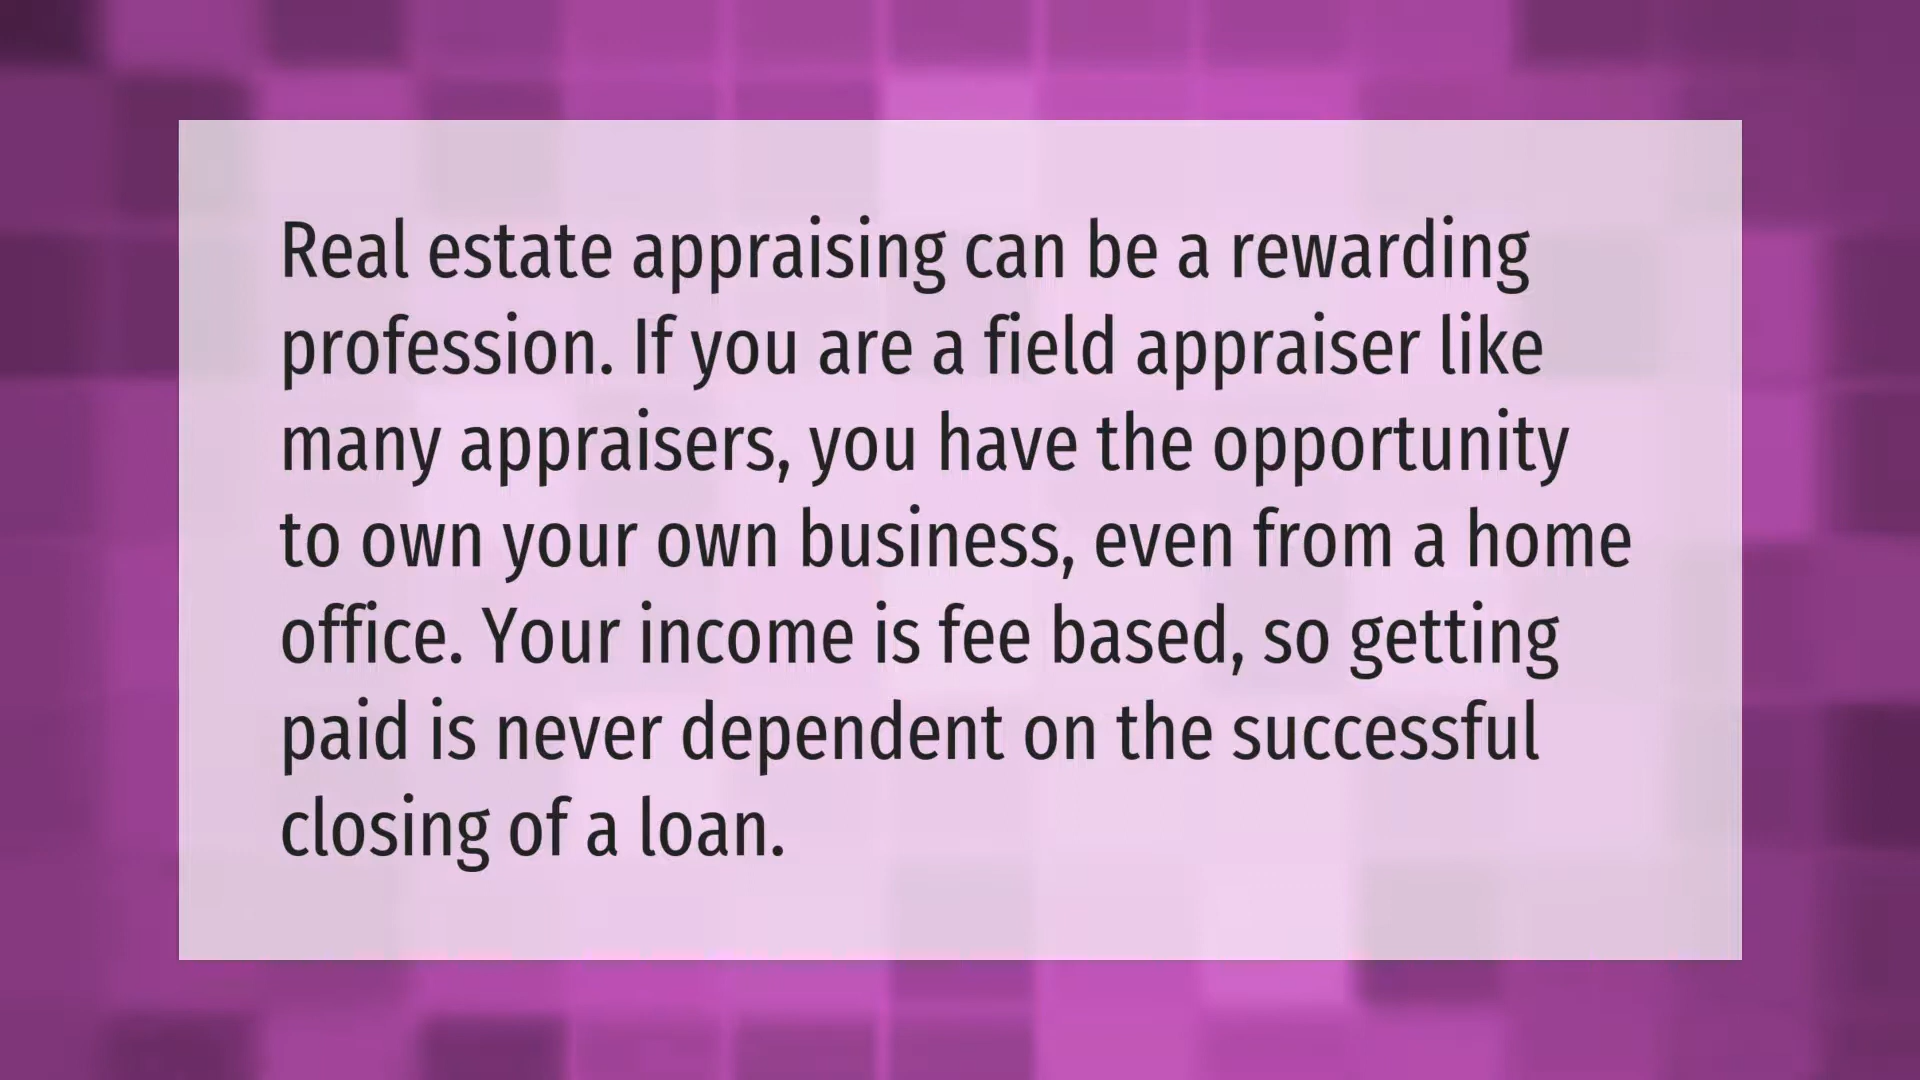 Real estate appraising can be a rewarding
profession. If you are a field appraiser like
many appraisers, you have the opportunity
to own your own business, even from a home
office. Your income is fee based, so getting
paid is never dependent on the successful
closing of a loan.